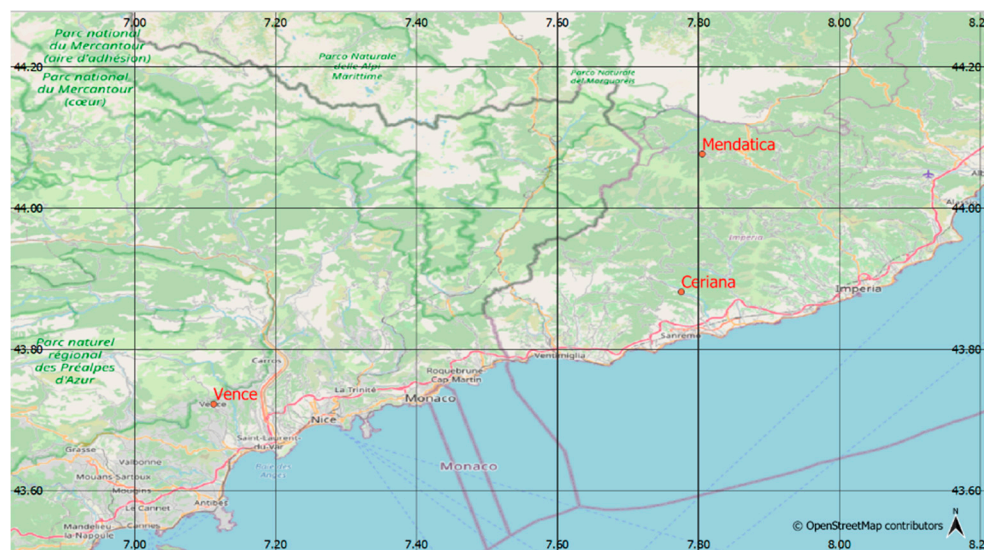 7.00 7.20 7.40 7.60 7.80 8.00 8.2
Parc national
du Mercantour
(aire d'adhésion)
Parco Naturale
delle Alpi
Marittime
44.20 44.20
Parc national
du Mercantour
(cœur)
Parco Naturale
del Marguareis
Mendatica
44.00 44.00
Imperia
Ceriana
Imperia
Sanremo
43.80 43.80
Parc naturel
régional
des Préalpes
d'Azur
Ventimiglia
Carros
Roquebrune
Cap Martin
La Trinité
Vence
Vence
Monaco
Nice
Saint-Laurent
du-Var
Grasse
Valbonne
Baie des
Anges
Monaco
Mouans-Sartoux
Mougins
43.60 43.60
Le Cannet
Antibes
Mandelieu
la-Napoule
Cannes
N
© OpenStreetMap contributors
7.00 7.20 7.40 7.60 7.80 8.00 8.2